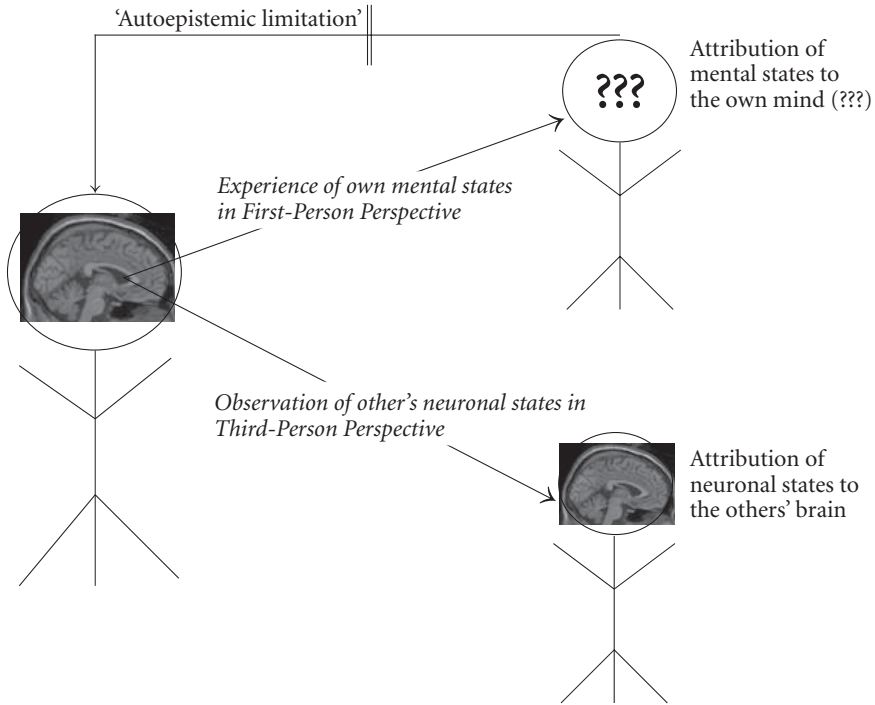 ‘Autoepistemic limitation’
???
Attribution of
mental states to
the own mind (???)
Experience of own mental states
in First-Person Perspective
Observation of other’s neuronal states in
Third-Person Perspective
Attribution of
neuronal states to
the others’ brain